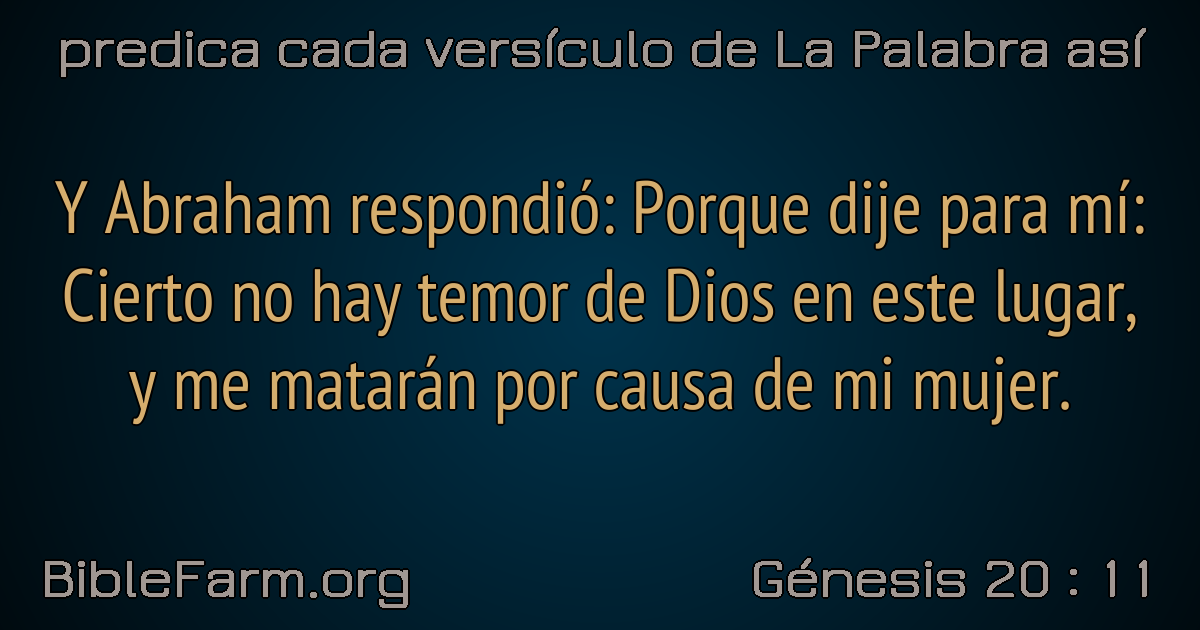 predica cada versículo de La Palabra así
Y Abraham respondió: Porque dije para mí:
Cierto no hay temor de Dios en este lugar,
y me matarán por causa de mi mujer.
BibleFarm.org
Génesis 20 : 11